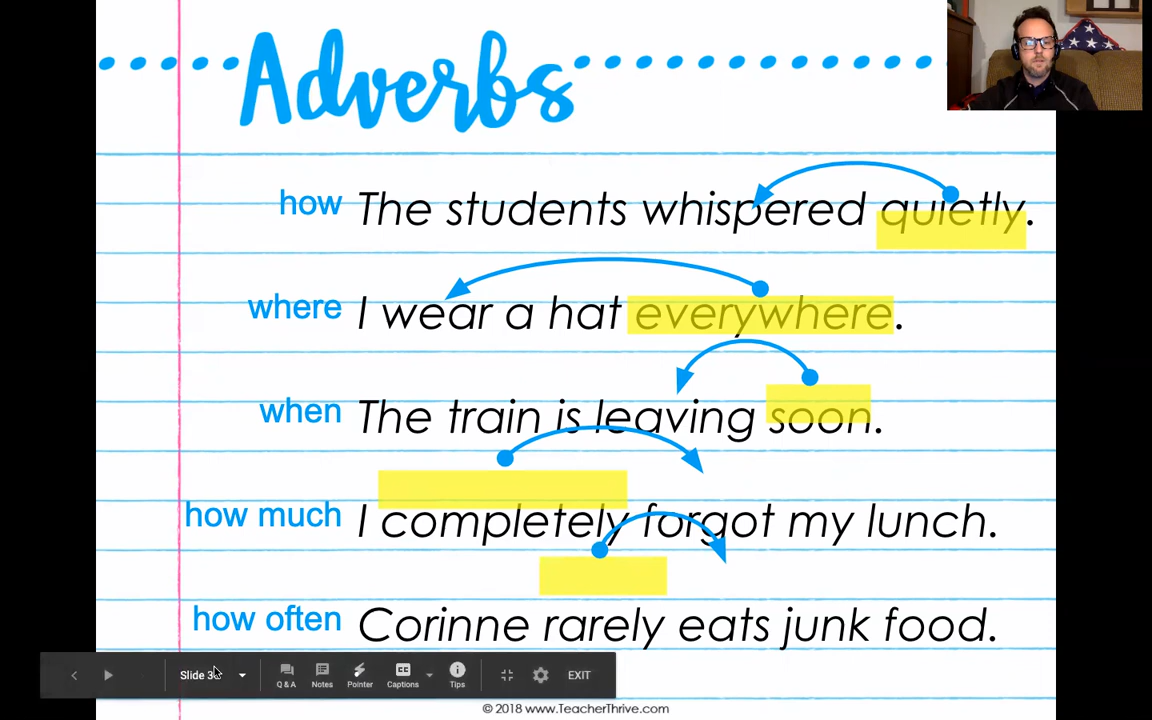 Adverbs
how The students whispered quietly.
where I wear a hat everywhere.
when The train is leaving soon.
how much I completely forgot my lunch.
how often Corinne rarely eats junk food.
Slide
Q & A Notes Pointer Captions Tips EXIT
© 2018 www.TeacherThrive.com